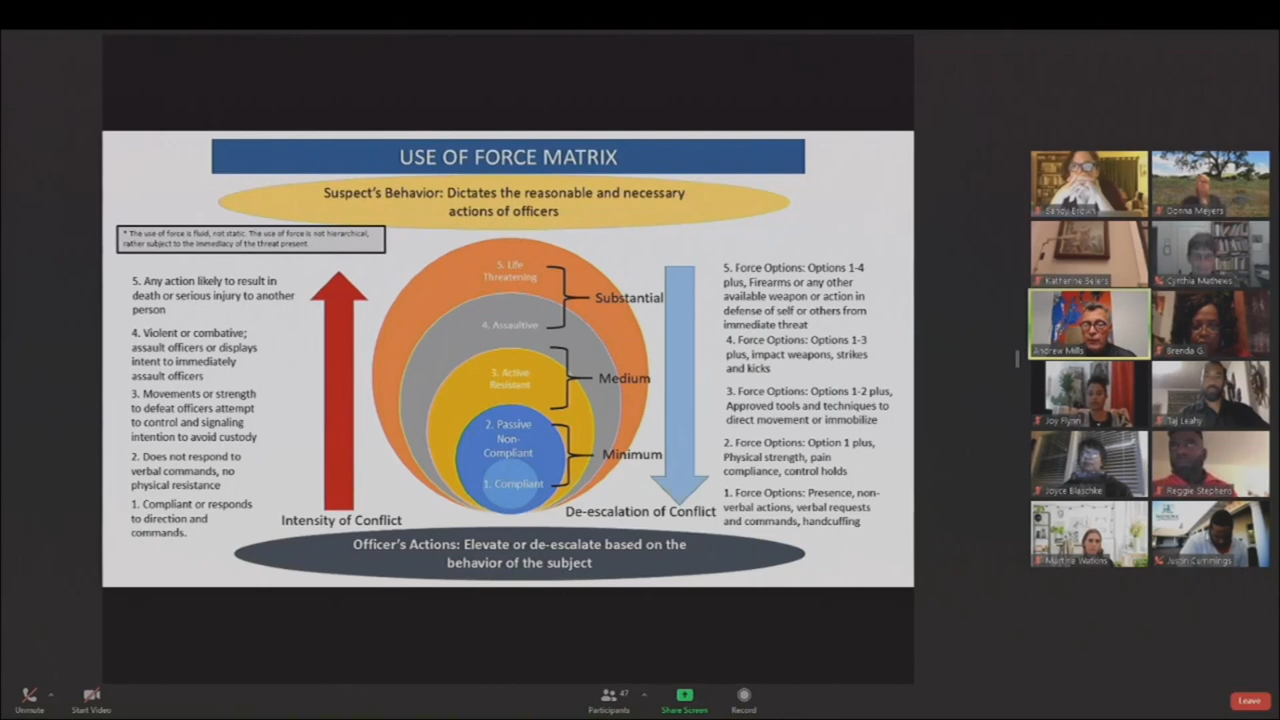 USE OF FORCE MATRIX
Suspect's Behavior: Dictates the reasonable and necessary
actions of officers
* The use of force is fluid, not static. The use of force is not hierarchical,
rather subject to the immediacy of the threat present.
5. Any action likely to result in
death or serious injury to another
person
4. Violent or combative;
assault officers or displays
intent to immediately
assault officers
3. Movements or strength
to defeat officers attempt
to control and signaling
intention to avoid custody
2. Does not respond to
verbal commands, no
physical resistance
1. Compliant or responds
to direction and
commands.
Intensity of Conflict
5. Life
Threatening
4. Assaultive
3. Active
Resistant
2. Passive
Non-
Compliant
1. Compliant
Substantial
Medium
Minimum
De-escalation of Conflict
5. Force Options: Options 1-4
plus, Firearms or any other
available weapon or action in
defense of self or others from
immediate threat
4. Force Options: Options 1-3
plus, impact weapons, strikes
and kicks
3. Force Options: Options 1-2 plus,
Approved tools and techniques to
direct movement or immobilize
2. Force Options: Option 1 plus,
Physical strength, pain
compliance, control holds
1. Force Options: Presence, non-
verbal actions, verbal requests
and commands, handcuffing
Officer's Actions: Elevate or de-escalate based on the
behavior of the subject
Sandy Brown
Donna Meyers
Katherine Beiers
Cynthia Mathews
Andrew Mills
Brenda G.
Joy Flynn
Taj Leahy
Joyce Blaschke
Reggie Stephens
Martine Watkins
Justin Cummings
Unmute
Start Video
47
Participants
Share Screen
Record
Leave